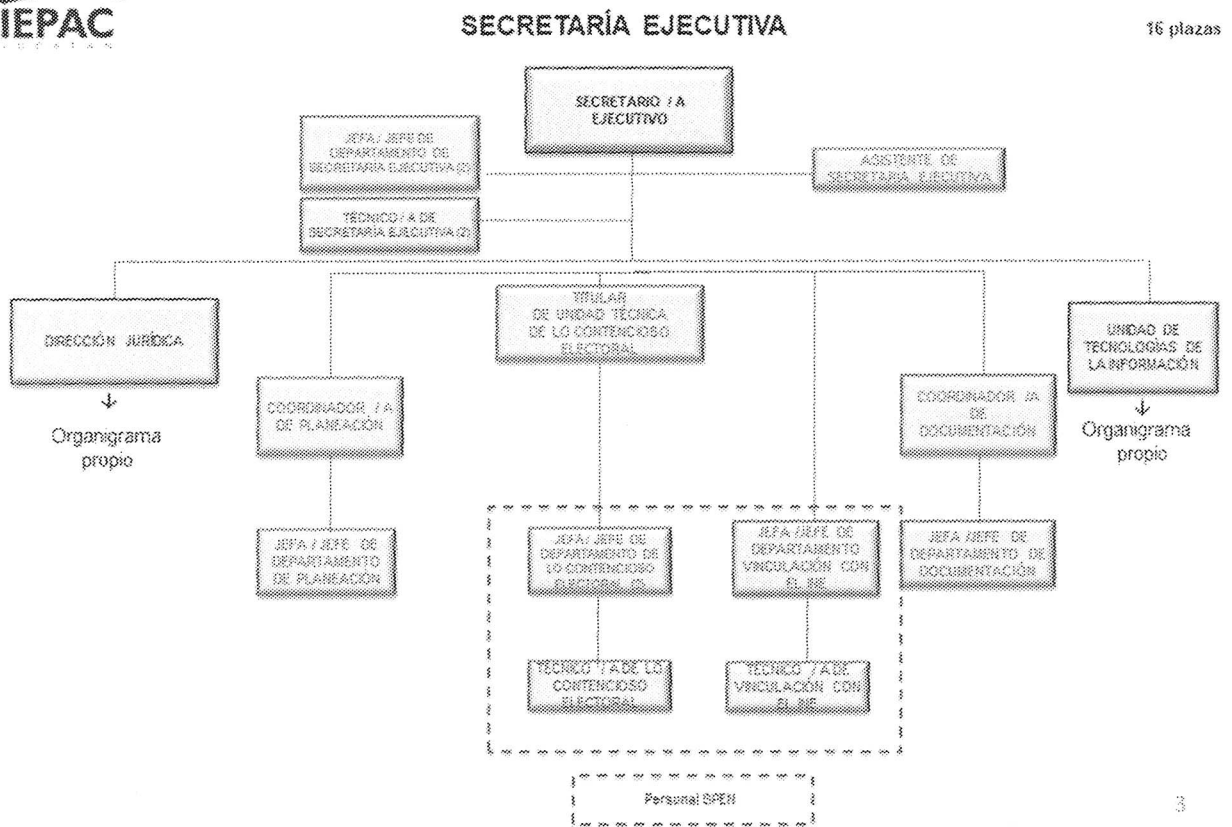 IEPAC
YUCATÁN
SECRETARÍA EJECUTIVA
16 plazas
SECRETARIO / A
EJECUTIVO
JEFA / JEFE DE
DEPARTAMENTO DE
SECRETARÍA EJECUTIVA (2)
ASISTENTE DE
SECRETARÍA EJECUTIVA
TÉCNICO / A DE
SECRETARÍA EJECUTIVA (2)
DIRECCIÓN JURÍDICA
TITULAR
DE UNIDAD TÉCNICA
DE LO CONTENCIOSO
ELECTORAL
UNIDAD DE
TECNOLOGÍAS DE
LA INFORMACIÓN
Organigrama
propio
COORDINADOR / A
DE PLANEACIÓN
COORDINADOR /A
DE
DOCUMENTACIÓN
Organigrama
propio
JEFA / JEFE DE
DEPARTAMENTO
DE PLANEACIÓN
JEFA / JEFE DE
DEPARTAMENTO DE
LO CONTENCIOSO
ELECTORAL
JEFA /JEFE DE
DEPARTAMENTO
VINCULACIÓN CON
EL INE
JEFA /JEFE DE
DEPARTAMENTO DE
DOCUMENTACIÓN
TÉCNICO / A DE LO
CONTENCIOSO
ELECTORAL
TÉCNICO / A DE
VINCULACIÓN CON
EL INE
Personal SPEN
3